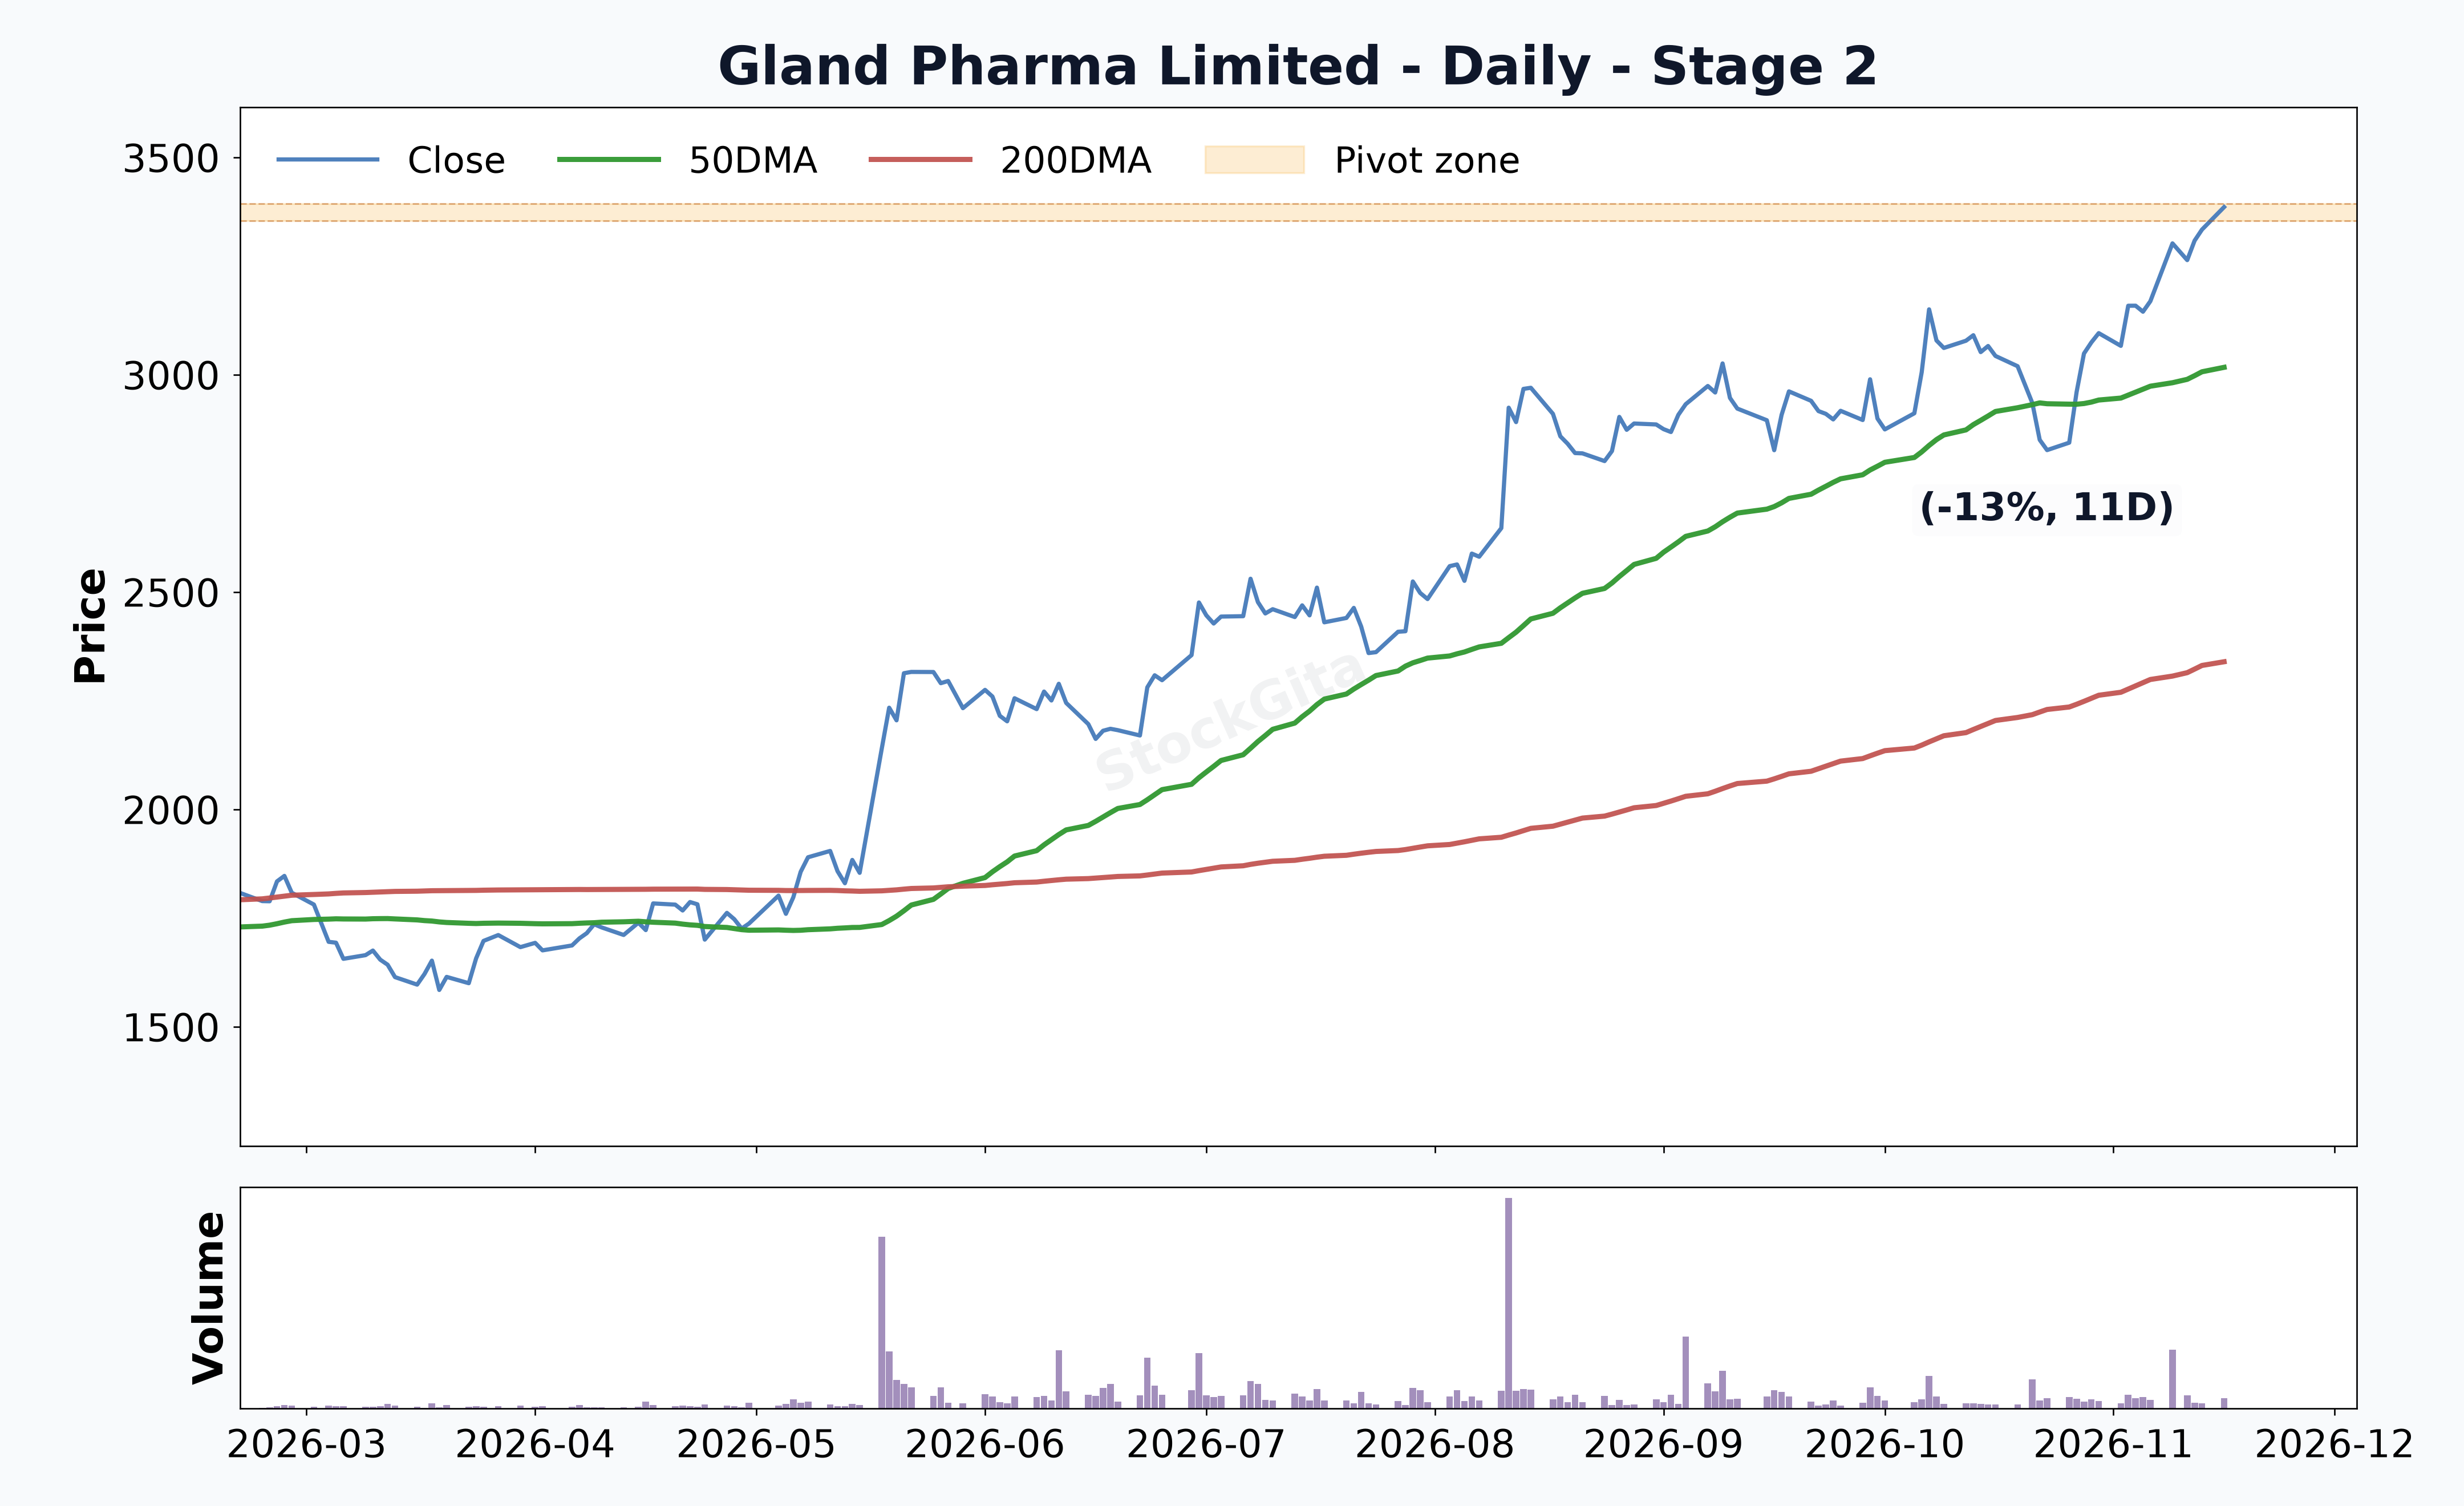 Gland Pharma Limited - Daily - Stage 2
Close 50DMA 200DMA Pivot zone
3500
3000
2500
2000
1500
Price
(-13%, 11D)
StockGita
Volume
2026-03 2026-04 2026-05 2026-06 2026-07 2026-08 2026-09 2026-10 2026-11 2026-12